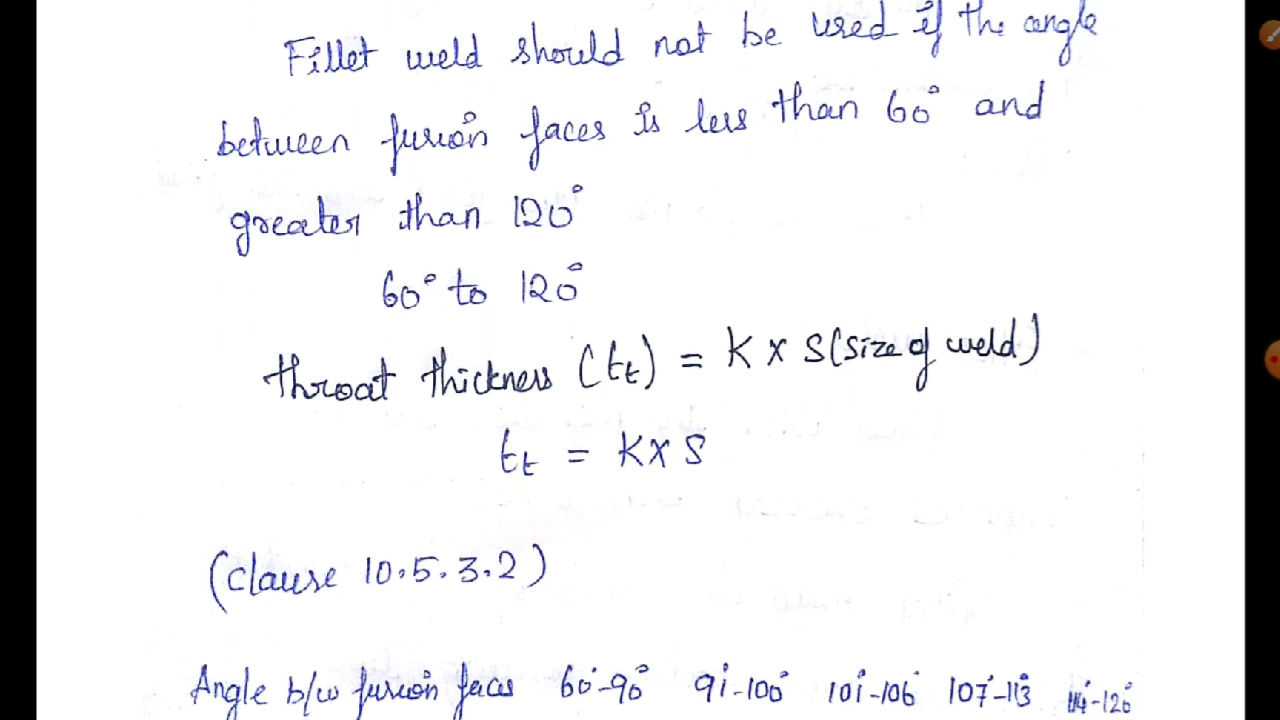 Fillet weld should not be used if the angle
between fusion faces is less than 60° and
greater than 120°
60° to 120°
throat thickness (tt) = K x S (size of weld)
tt = K x S
(clause 10.5.3.2)
Angle b/w fusion faces 60°-90° 91°-100° 101°-106° 107°-113° 114°-120°